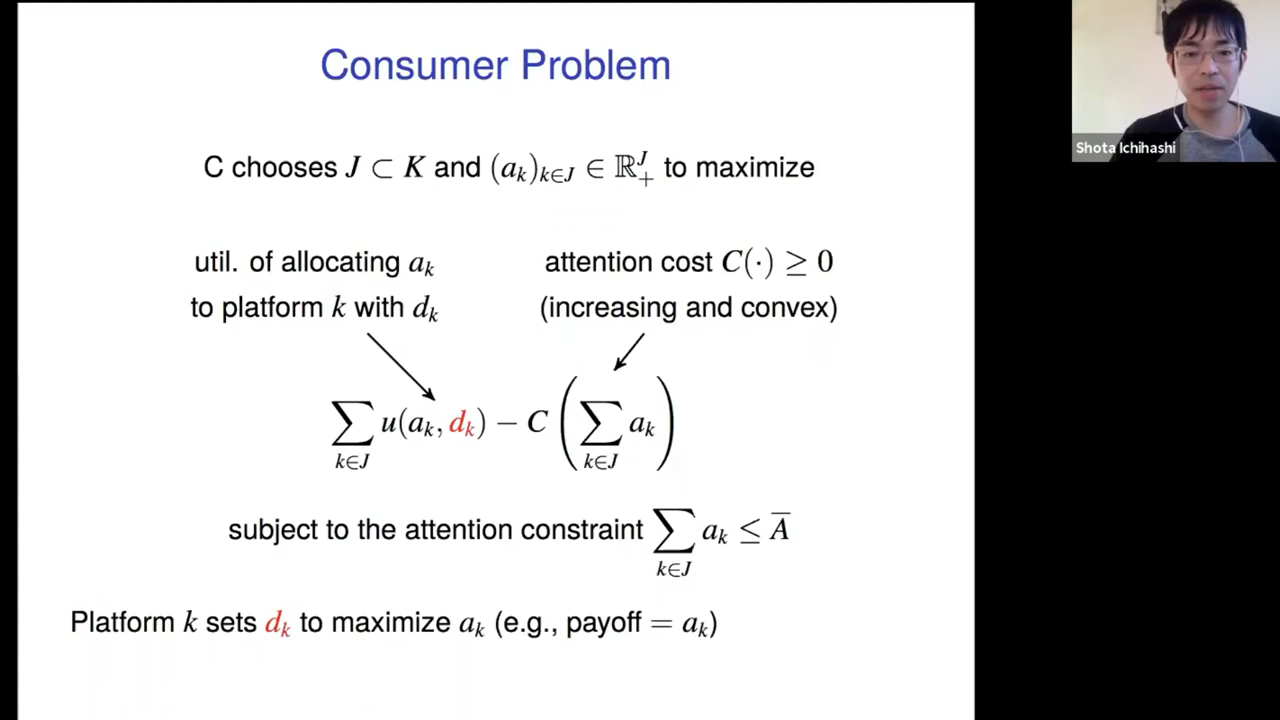 Consumer Problem
C chooses J ⊂ K and (a_k)_{k∈J} ∈ ℝ_+^J to maximize
util. of allocating a_k
to platform k with d_k
attention cost C(·) ≥ 0
(increasing and convex)
∑_{k∈J} u(a_k, d_k) − C(∑_{k∈J} a_k)
subject to the attention constraint ∑_{k∈J} a_k ≤ A̅
Platform k sets d_k to maximize a_k (e.g., payoff = a_k)
Shota Ichihashi